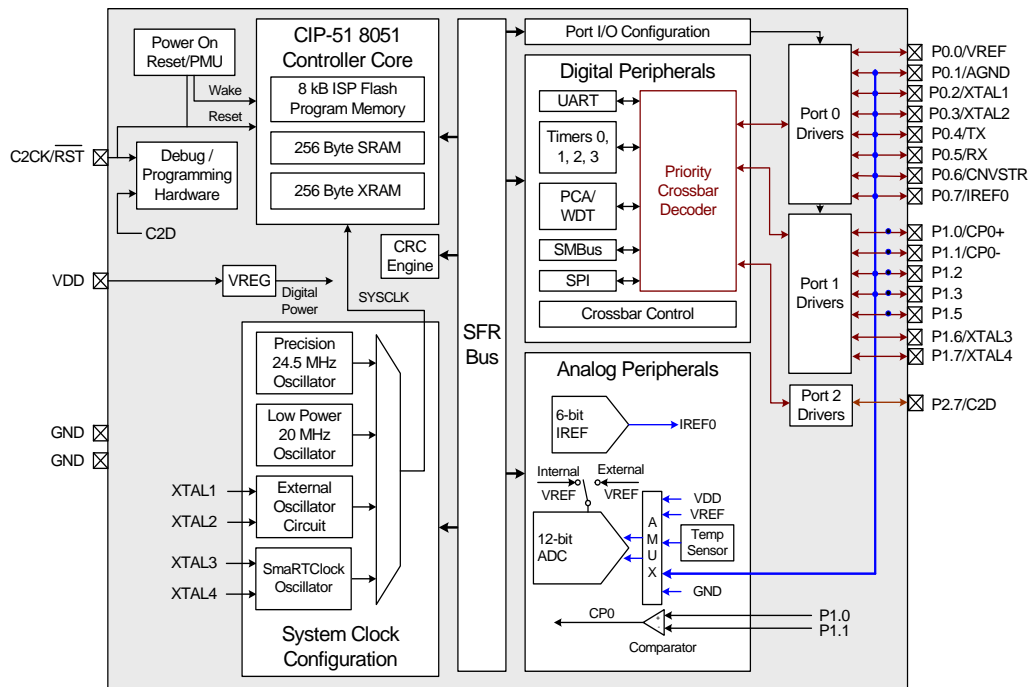 Power On
Reset/PMU
Wake
Reset
C2CK/RST
Debug /
Programming
Hardware
C2D
VDD
VREG
Digital
Power
GND
GND
CIP-51 8051
Controller Core
8 kB ISP Flash
Program Memory
256 Byte SRAM
256 Byte XRAM
CRC
Engine
SYSCLK
Precision
24.5 MHz
Oscillator
Low Power
20 MHz
Oscillator
External
Oscillator
Circuit
SmaRTClock
Oscillator
XTAL1
XTAL2
XTAL3
XTAL4
System Clock
Configuration
SFR
Bus
Port I/O Configuration
Digital Peripherals
UART
Timers 0,
1, 2, 3
PCA/
WDT
SMBus
SPI
Priority
Crossbar
Decoder
Crossbar Control
Analog Peripherals
6-bit
IREF
IREF0
Internal
VREF
External
VREF
12-bit
ADC
A
M
U
X
VDD
VREF
Temp
Sensor
GND
CP0
+
-
Comparator
P1.0
P1.1
Port 0
Drivers
Port 1
Drivers
Port 2
Drivers
P0.0/VREF
P0.1/AGND
P0.2/XTAL1
P0.3/XTAL2
P0.4/TX
P0.5/RX
P0.6/CNV/STR
P0.7/IREF0
P1.0/CP0+
P1.1/CP0-
P1.2
P1.3
P1.5
P1.6/XTAL3
P1.7/XTAL4
P2.7/C2D